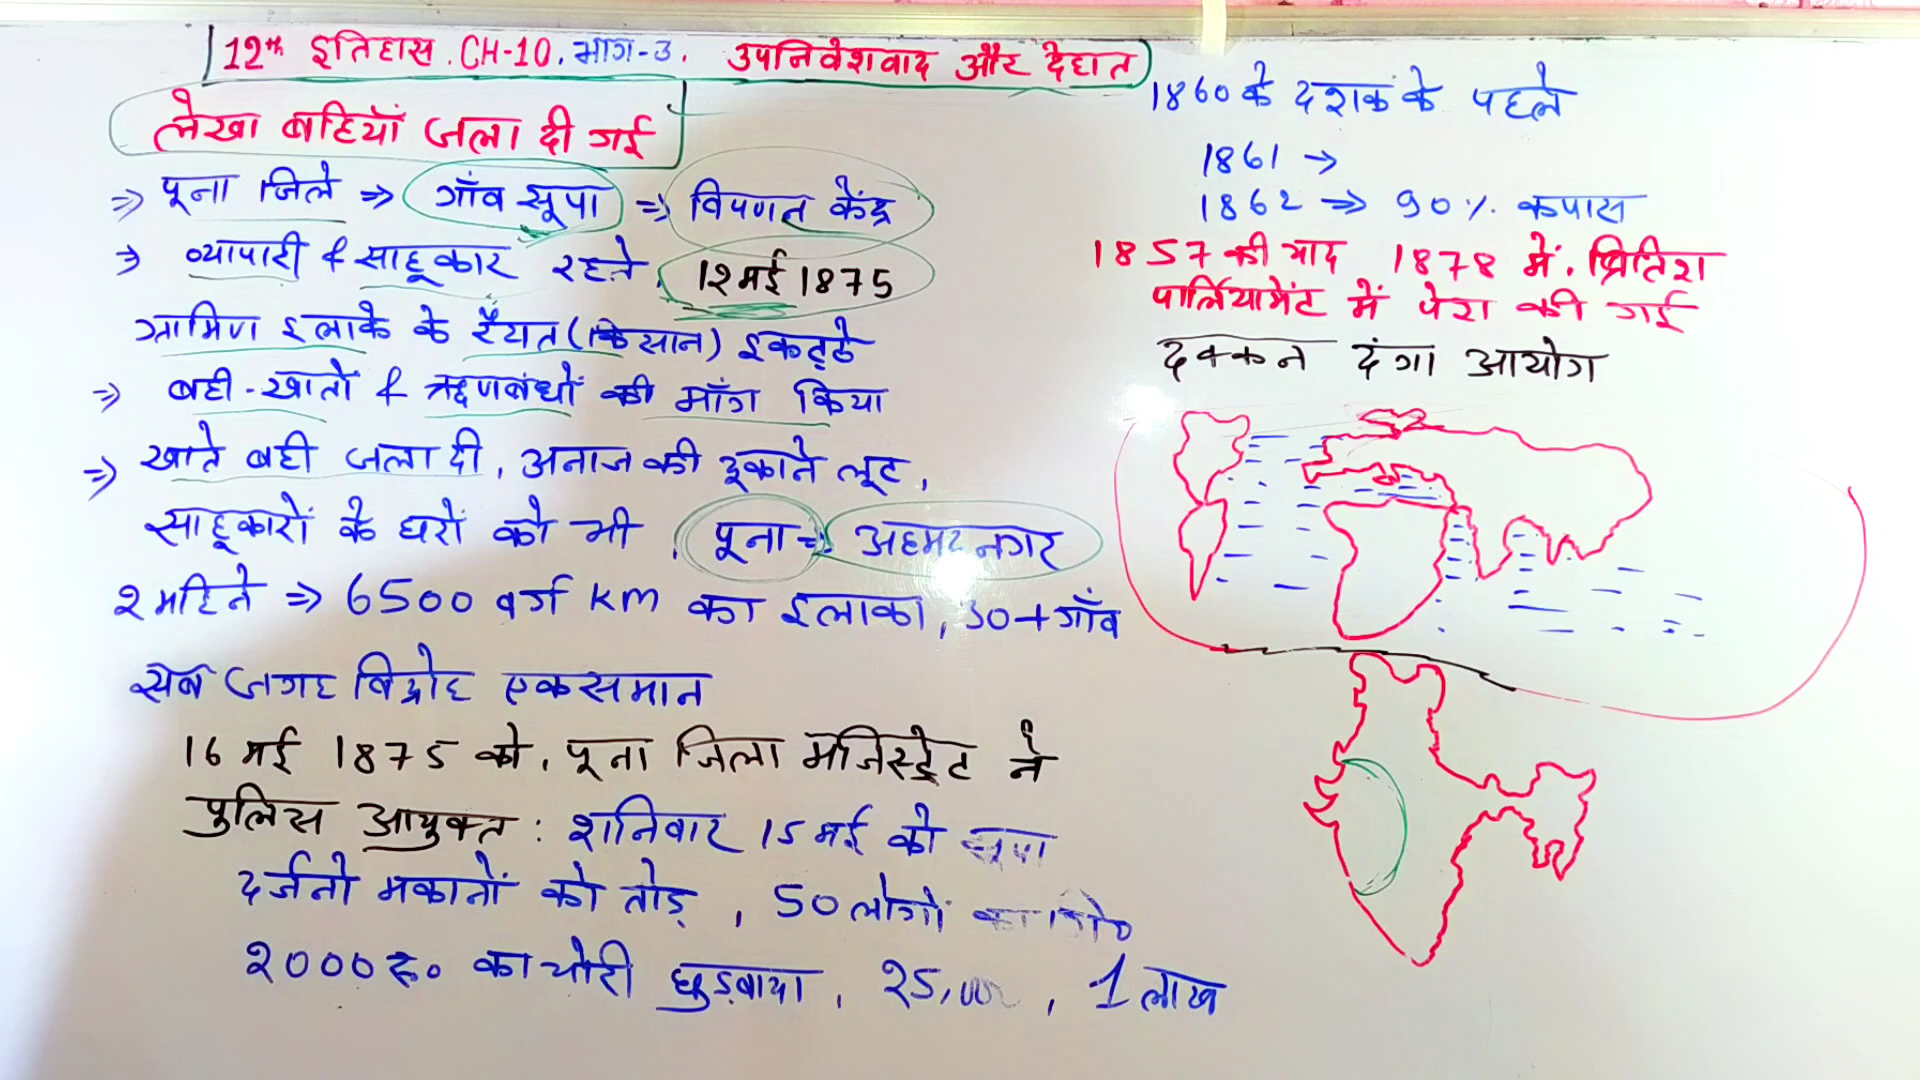 12th इतिहास. CH-10. भाग-3. उपनिवेशवाद और देहात
लेखा बहियाँ जला दी गई
⇒ पूना जिले ⇒ गाँव सूपा ⇒ विपणन केंद्र
⇒ व्यापारी & साहूकार रहते, 12 मई 1875
ग्रामिण इलाके के रैयत (किसान) इकट्ठे
⇒ बही-खातों & ऋणबंधों की माँग किया
⇒ खाते बही जला दी, अनाज की दूकाने लूट,
साहूकारों के घरों को भी, पूना ⇒ अहमदनगर
2 महिने ⇒ 6500 वर्ग km का इलाका, 30+ गाँव
सर्व जगह विद्रोह एकसमान
16 मई 1875 को, पूना जिला मजिस्ट्रेट ने
पुलिस आयुक्त : शनिवार 15 मई को सूपा
दर्जनो मकानों को तोड़, 50 लोगों
2000 रु० का चोरी छुड़वाया, 25,000, 1 लाख
1860 के दशक के पहले
1861 →
1862 ⇒ 90% कपास
1857 की याद 1878 में. ब्रितिश
पार्लियामेंट में पेश की गई
दक्कन दंगा आयोग